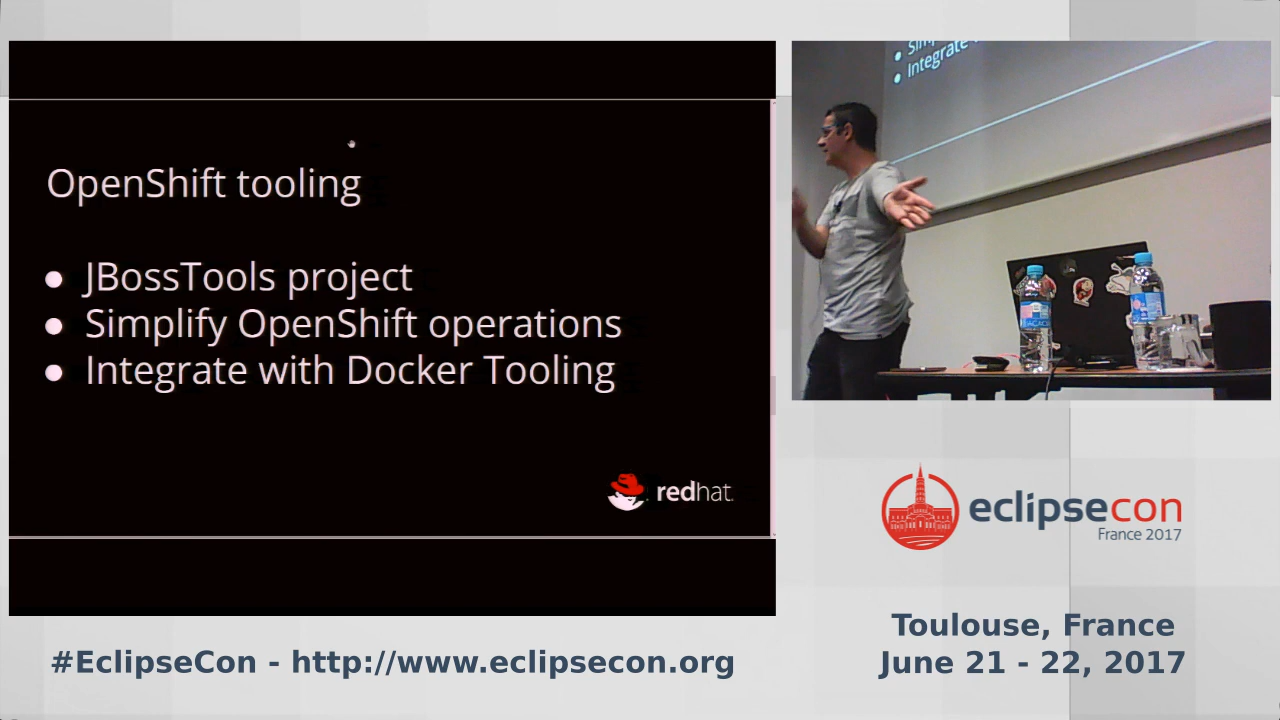 OpenShift tooling
● JBossTools project
● Simplify OpenShift operations
● Integrate with Docker Tooling
redhat.
Integrate
eclipsecon
France 2017
Toulouse, France
June 21 - 22, 2017
#EclipseCon - http://www.eclipsecon.org